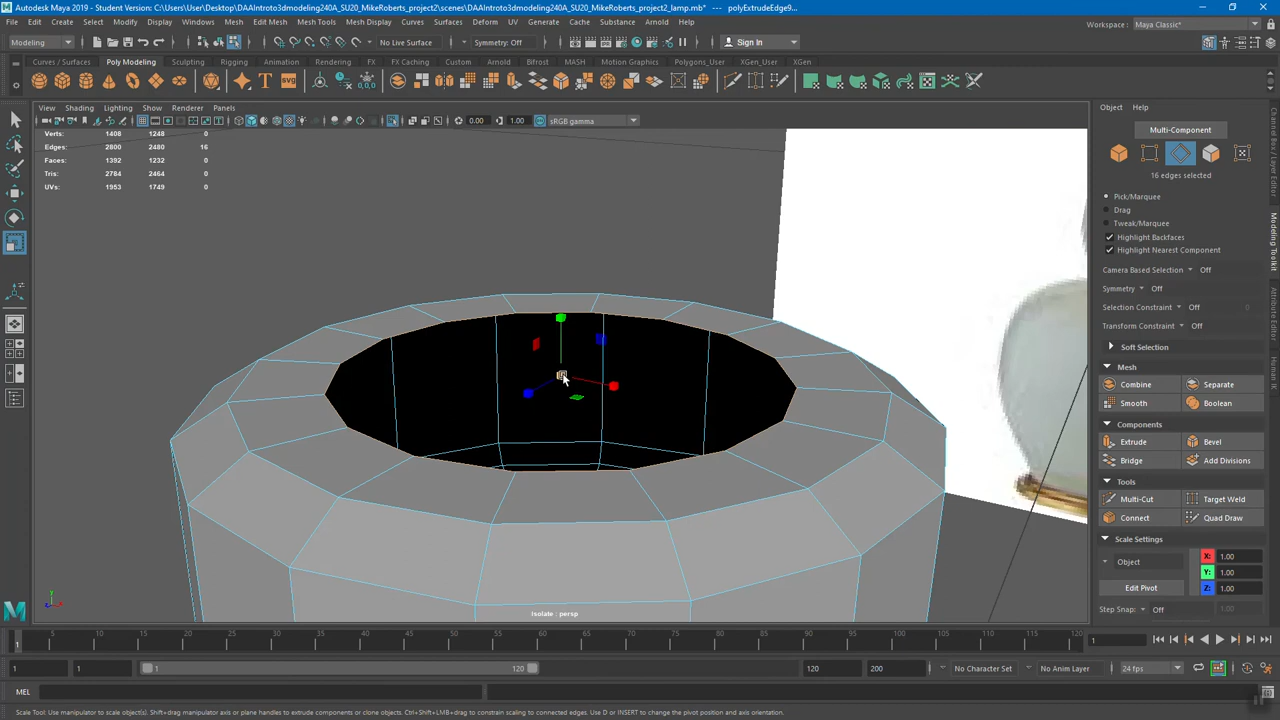 Autodesk Maya 2019 - Student Version: C:\Users\User\Desktop\DAAIntroto3dmodeling240A_SU20_MikeRoberts_project2\scenes\DAAIntroto3dmodeling240A_SU20_MikeRoberts_project2_lamp.mb* --- polyExtrudeEdge9...
File Edit Create Select Modify Display Windows Mesh Edit Mesh Mesh Tools Mesh Display Curves Surfaces Deform UV Generate Cache Substance Arnold Help
Workspace : Maya Classic*
Modeling No Live Surface Symmetry: Off Sign In
Curves / Surfaces Poly Modeling Sculpting Rigging Animation Rendering FX FX Caching Custom Arnold Bifrost MASH Motion Graphics Polygons_User XGen_User XGen
View Shading Lighting Show Renderer Panels
0.00 1.00 sRGB gamma
Verts: 1408 1248 0
Edges: 2800 2480 16
Faces: 1392 1232 0
Tris: 2784 2464 0
UVs: 1953 1749 0
Isolate : persp
Object Help
Multi-Component
16 edges selected
Pick/Marquee
Drag
Tweak/Marquee
Highlight Backfaces
Highlight Nearest Component
Camera Based Selection Off
Symmetry: Off
Selection Constraint: Off 0
Transform Constraint: Off
Soft Selection
Mesh
Combine Separate
Smooth Boolean
Components
Extrude Bevel
Bridge Add Divisions
Tools
Multi-Cut Target Weld
Connect Quad Draw
Scale Settings
Object X: 1.00
Y: 1.00
Edit Pivot Z: 1.00
Step Snap: Off
Channel Box / Layer Editor
Modeling Toolkit
Attribute Editor
1 5 10 15 20 25 30 35 40 45 50 55 60 65 70 75 80 85 90 95 100 105 110 115 120 1
1 1 1 120 120 200 No Character Set No Anim Layer 24 fps
MEL
Scale Tool: Use manipulator to scale object(s). Shift+drag manipulator axis or plane handles to extrude components or clone objects. Ctrl+Shift+LMB+drag to constrain scaling to connected edges. Use D or INSERT to change the pivot position and axis orientation.